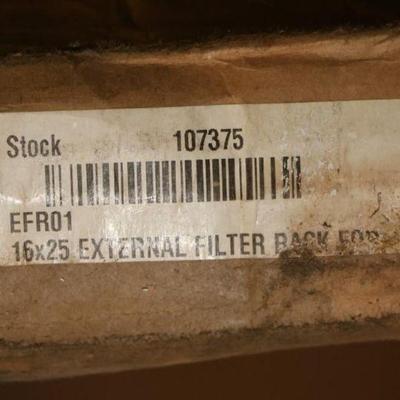 Stock 107375
EFR01
16x25 EXTERNAL FILTER RACK FOR